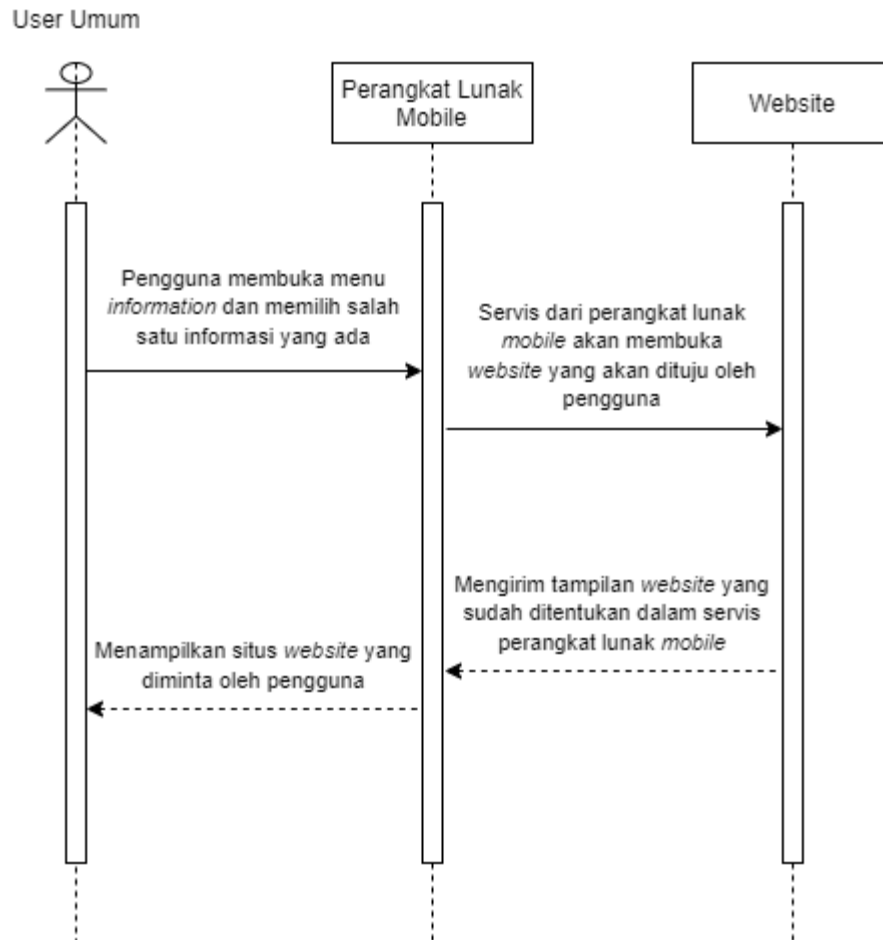 User Umum
Perangkat Lunak
Mobile
Website
Pengguna membuka menu
information dan memilih salah
satu informasi yang ada
Servis dari perangkat lunak
mobile akan membuka
website yang akan dituju oleh
pengguna
Mengirim tampilan website yang
sudah ditentukan dalam servis
perangkat lunak mobile
Menampilkan situs website yang
diminta oleh pengguna